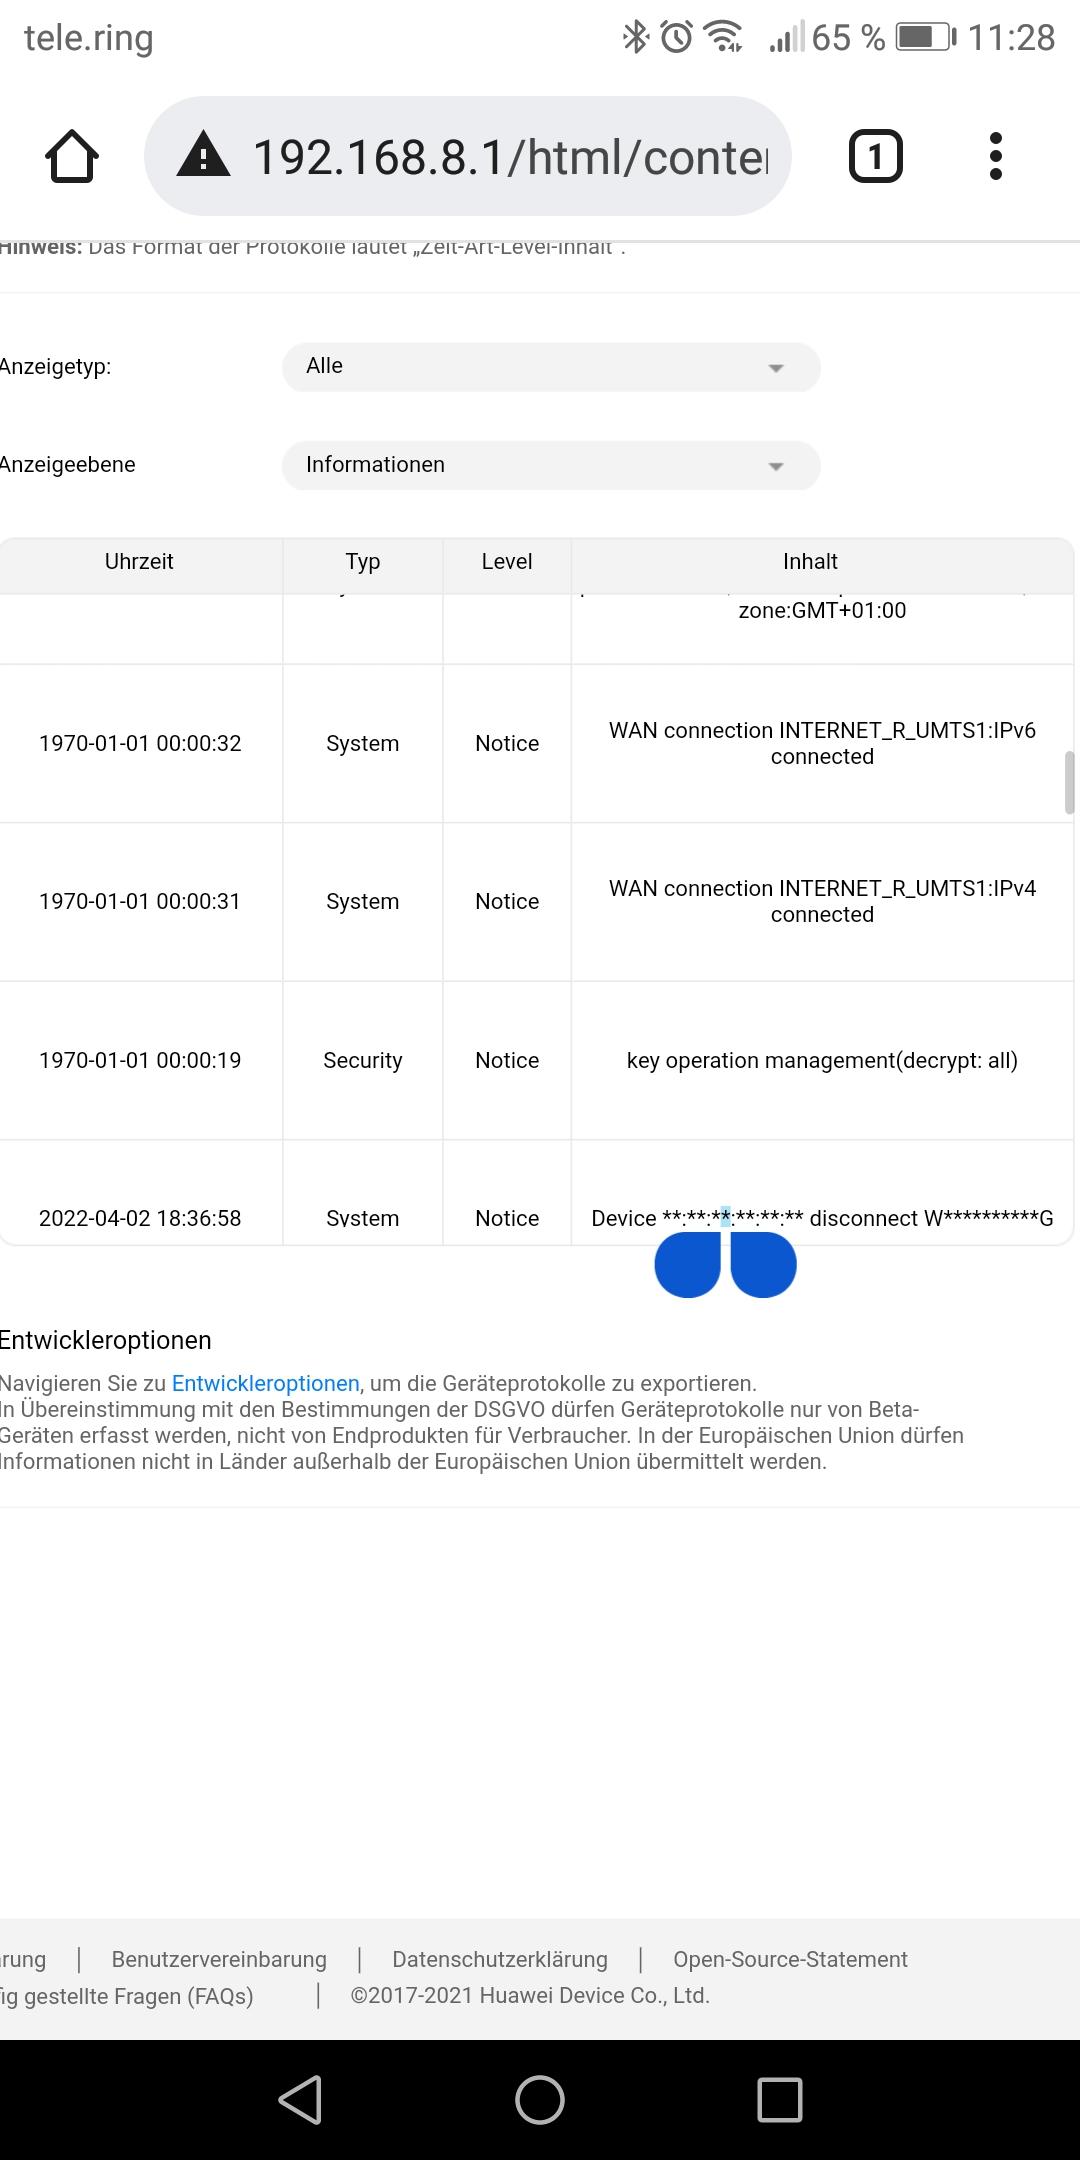 tele.ring 65 % 11:28
192.168.8.1/html/conte
Hinweis: Das Format der Protokolle lautet „Zeit-Art-Level-Inhalt“.
Anzeigetyp: Alle
Anzeigeebene Informationen
Uhrzeit Typ Level Inhalt
zone:GMT+01:00
1970-01-01 00:00:32 System Notice WAN connection INTERNET_R_UMTS1:IPv6
connected
1970-01-01 00:00:31 System Notice WAN connection INTERNET_R_UMTS1:IPv4
connected
1970-01-01 00:00:19 Security Notice key operation management(decrypt: all)
2022-04-02 18:36:58 System Notice Device **:**:**:**:**:** disconnect W**********G
Entwickleroptionen
Navigieren Sie zu Entwickleroptionen, um die Geräteprotokolle zu exportieren.
In Übereinstimmung mit den Bestimmungen der DSGVO dürfen Geräteprotokolle nur von Beta-
Geräten erfasst werden, nicht von Endprodukten für Verbraucher. In der Europäischen Union dürfen
Informationen nicht in Länder außerhalb der Europäischen Union übermittelt werden.
rung | Benutzervereinbarung | Datenschutzerklärung | Open-Source-Statement
fig gestellte Fragen (FAQs) | ©2017-2021 Huawei Device Co., Ltd.